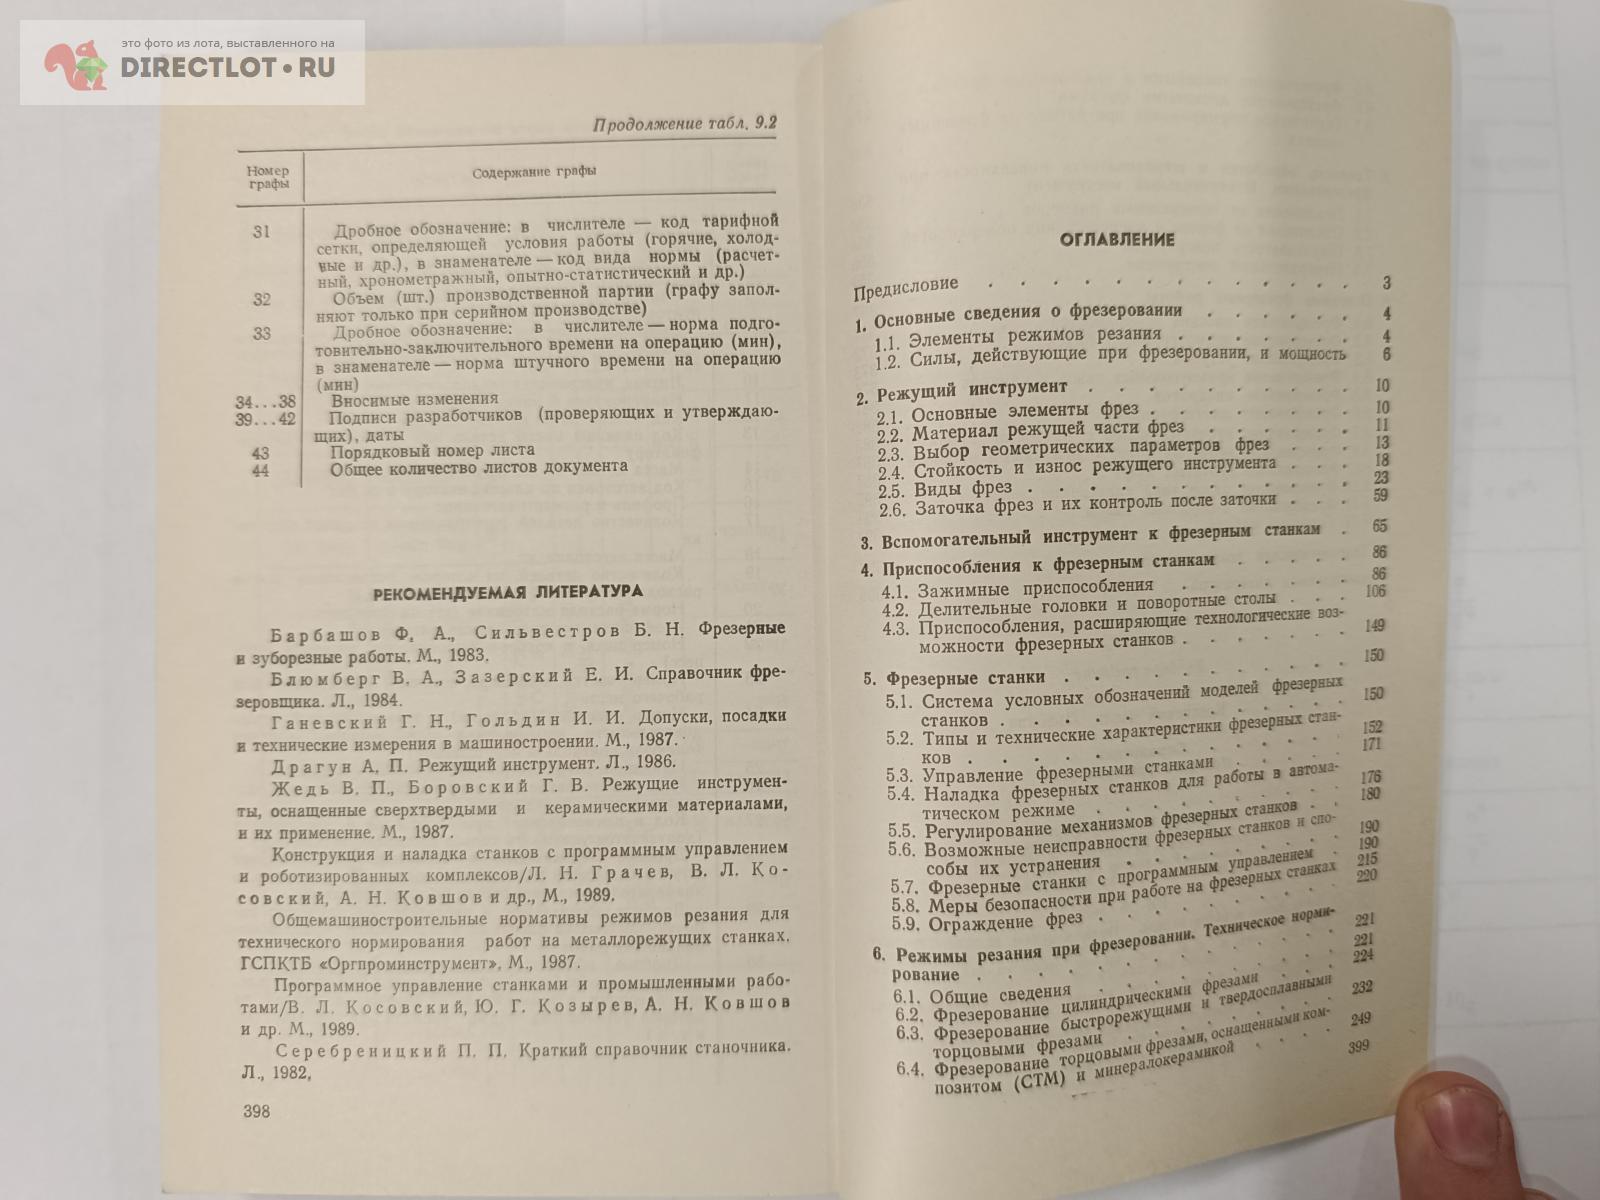 это фото из лота, выставленного на
DIRECTLOT.RU
Продолжение табл. 9.2
Номер графы
Содержание графы
31 Дробное обозначение: в числителе — код тарифной
сетки, определяющей условия работы (горячие, холод-
ные и др.), в знаменателе — код вида нормы (расчет-
ный, хронометражный, опытно-статистический и др.)
32 Объем (шт.) производственной партии (графу запол-
няют только при серийном производстве)
33 Дробное обозначение: в числителе — норма подго-
товительно-заключительного времени на операцию (мин),
в знаменателе — норма штучного времени на операцию
(мин)
34...38 Вносимые изменения
39...42 Подписи разработчиков (проверяющих и утверждаю-
щих), даты
43 Порядковый номер листа
44 Общее количество листов документа
РЕКОМЕНДУЕМАЯ ЛИТЕРАТУРА
Барбашов Ф. А., Сильвестров Б. Н. Фрезерные
и зуборезные работы. М., 1983.
Блюмберг В. А., Зазерский Е. И. Справочник фре-
зеровщика. Л., 1984.
Ганевский Г. Н., Гольдин И. И. Допуски, посадки
и технические измерения в машиностроении. М., 1987.
Драгун А. П. Режущий инструмент. Л., 1986.
Жедь В. П., Боровский Г. В. Режущие инструмен-
ты, оснащенные сверхтвердыми и керамическими материалами,
и их применение. М., 1987.
Конструкция и наладка станков с программным управлением
и роботизированных комплексов/Л. Н. Грачев, В. Л. Ко-
совский, А. Н. Ковшов и др., М., 1989.
Общемашиностроительные нормативы режимов резания для
технического нормирования работ на металлорежущих станках.
ГСПКТБ «Оргпроминструмент». М., 1987.
Программное управление станками и промышленными рабо-
тами/В. Л. Косовский, Ю. Г. Козырев, А. Н. Ковшов
и др. М., 1989.
Серебреницкий П. П. Краткий справочник станочника.
Л., 1982.
398
ОГЛАВЛЕНИЕ
Предисловие 3
1. Основные сведения о фрезеровании 4
1.1. Элементы режимов резания 4
1.2. Силы, действующие при фрезеровании, и мощность 6
2. Режущий инструмент 10
2.1. Основные элементы фрез 10
2.2. Материал режущей части фрез 11
2.3. Выбор геометрических параметров фрез 13
2.4. Стойкость и износ режущего инструмента 18
2.5. Виды фрез 23
2.6. Заточка фрез и их контроль после заточки 59
3. Вспомогательный инструмент к фрезерным станкам 65
4. Приспособления к фрезерным станкам 86
4.1. Зажимные приспособления 86
4.2. Делительные головки и поворотные столы 106
4.3. Приспособления, расширяющие технологические воз-
можности фрезерных станков 149
5. Фрезерные станки 150
5.1. Система условных обозначений моделей фрезерных
станков 150
5.2. Типы и технические характеристики фрезерных стан-
ков 152
5.3. Управление фрезерными станками 171
5.4. Наладка фрезерных станков для работы в автома-
тическом режиме 176
5.5. Регулирование механизмов фрезерных станков 180
5.6. Возможные неисправности фрезерных станков и спо-
собы их устранения 190
5.7. Фрезерные станки с программным управлением 190
5.8. Меры безопасности при работе на фрезерных станках 215
5.9. Ограждение фрез 220
6. Режимы резания при фрезеровании. Техническое норми-
рование 221
6.1. Общие сведения 221
6.2. Фрезерование цилиндрическими фрезами 224
6.3. Фрезерование быстрорежущими и твердосплавными
торцовыми фрезами 232
6.4. Фрезерование торцовыми фрезами, оснащенными ком-
позитом (СТМ) и минералокерамикой 249
399